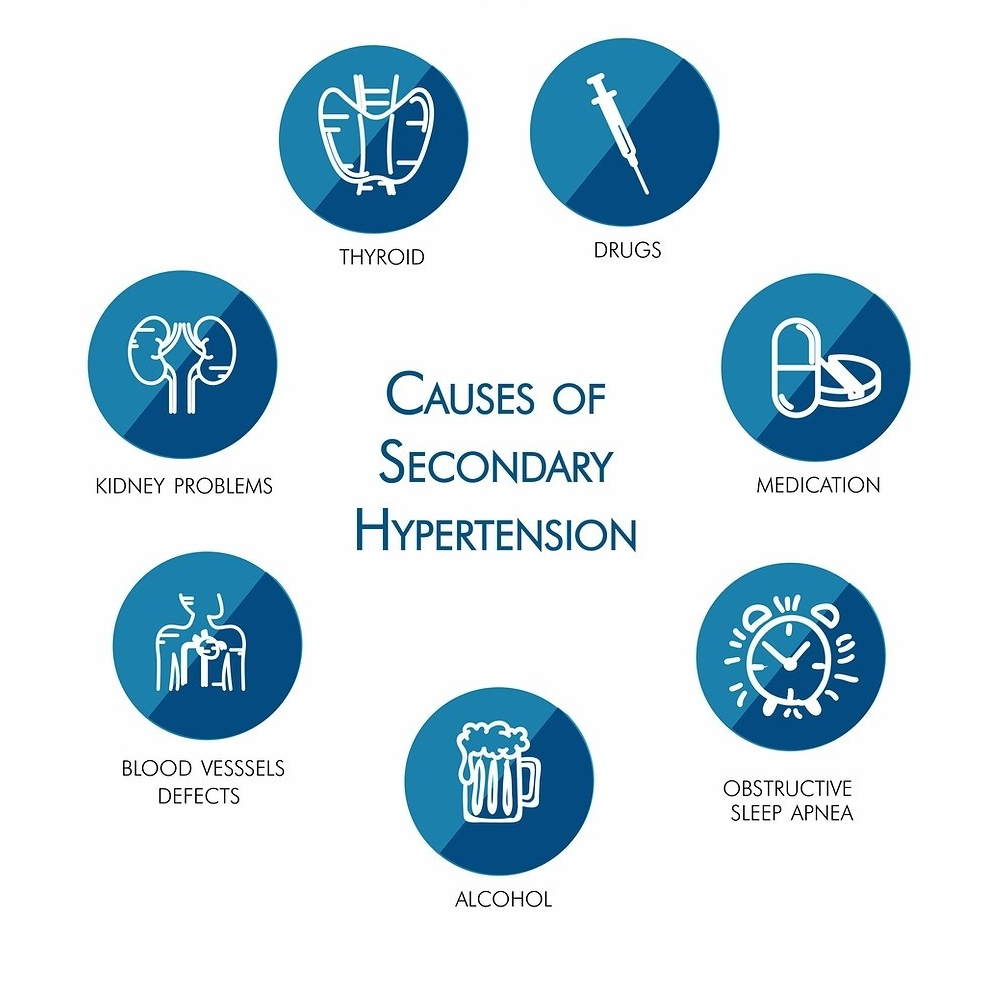 THYROID
DRUGS
KIDNEY PROBLEMS
MEDICATION
CAUSES OF
SECONDARY
HYPERTENSION
BLOOD VESSSELS
DEFECTS
OBSTRUCTIVE
SLEEP APNEA
ALCOHOL